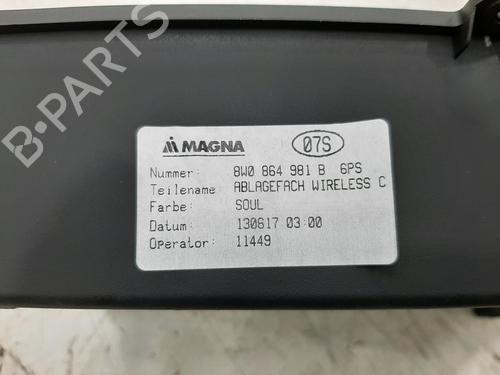 MAGNA 07S
Nummer: 8W0 864 981 B 6PS
Teilename: ABLAGEFACH WIRELESS C
Farbe: SOUL
Datum: 130617 03:00
Operator: 11449
B-PARTS